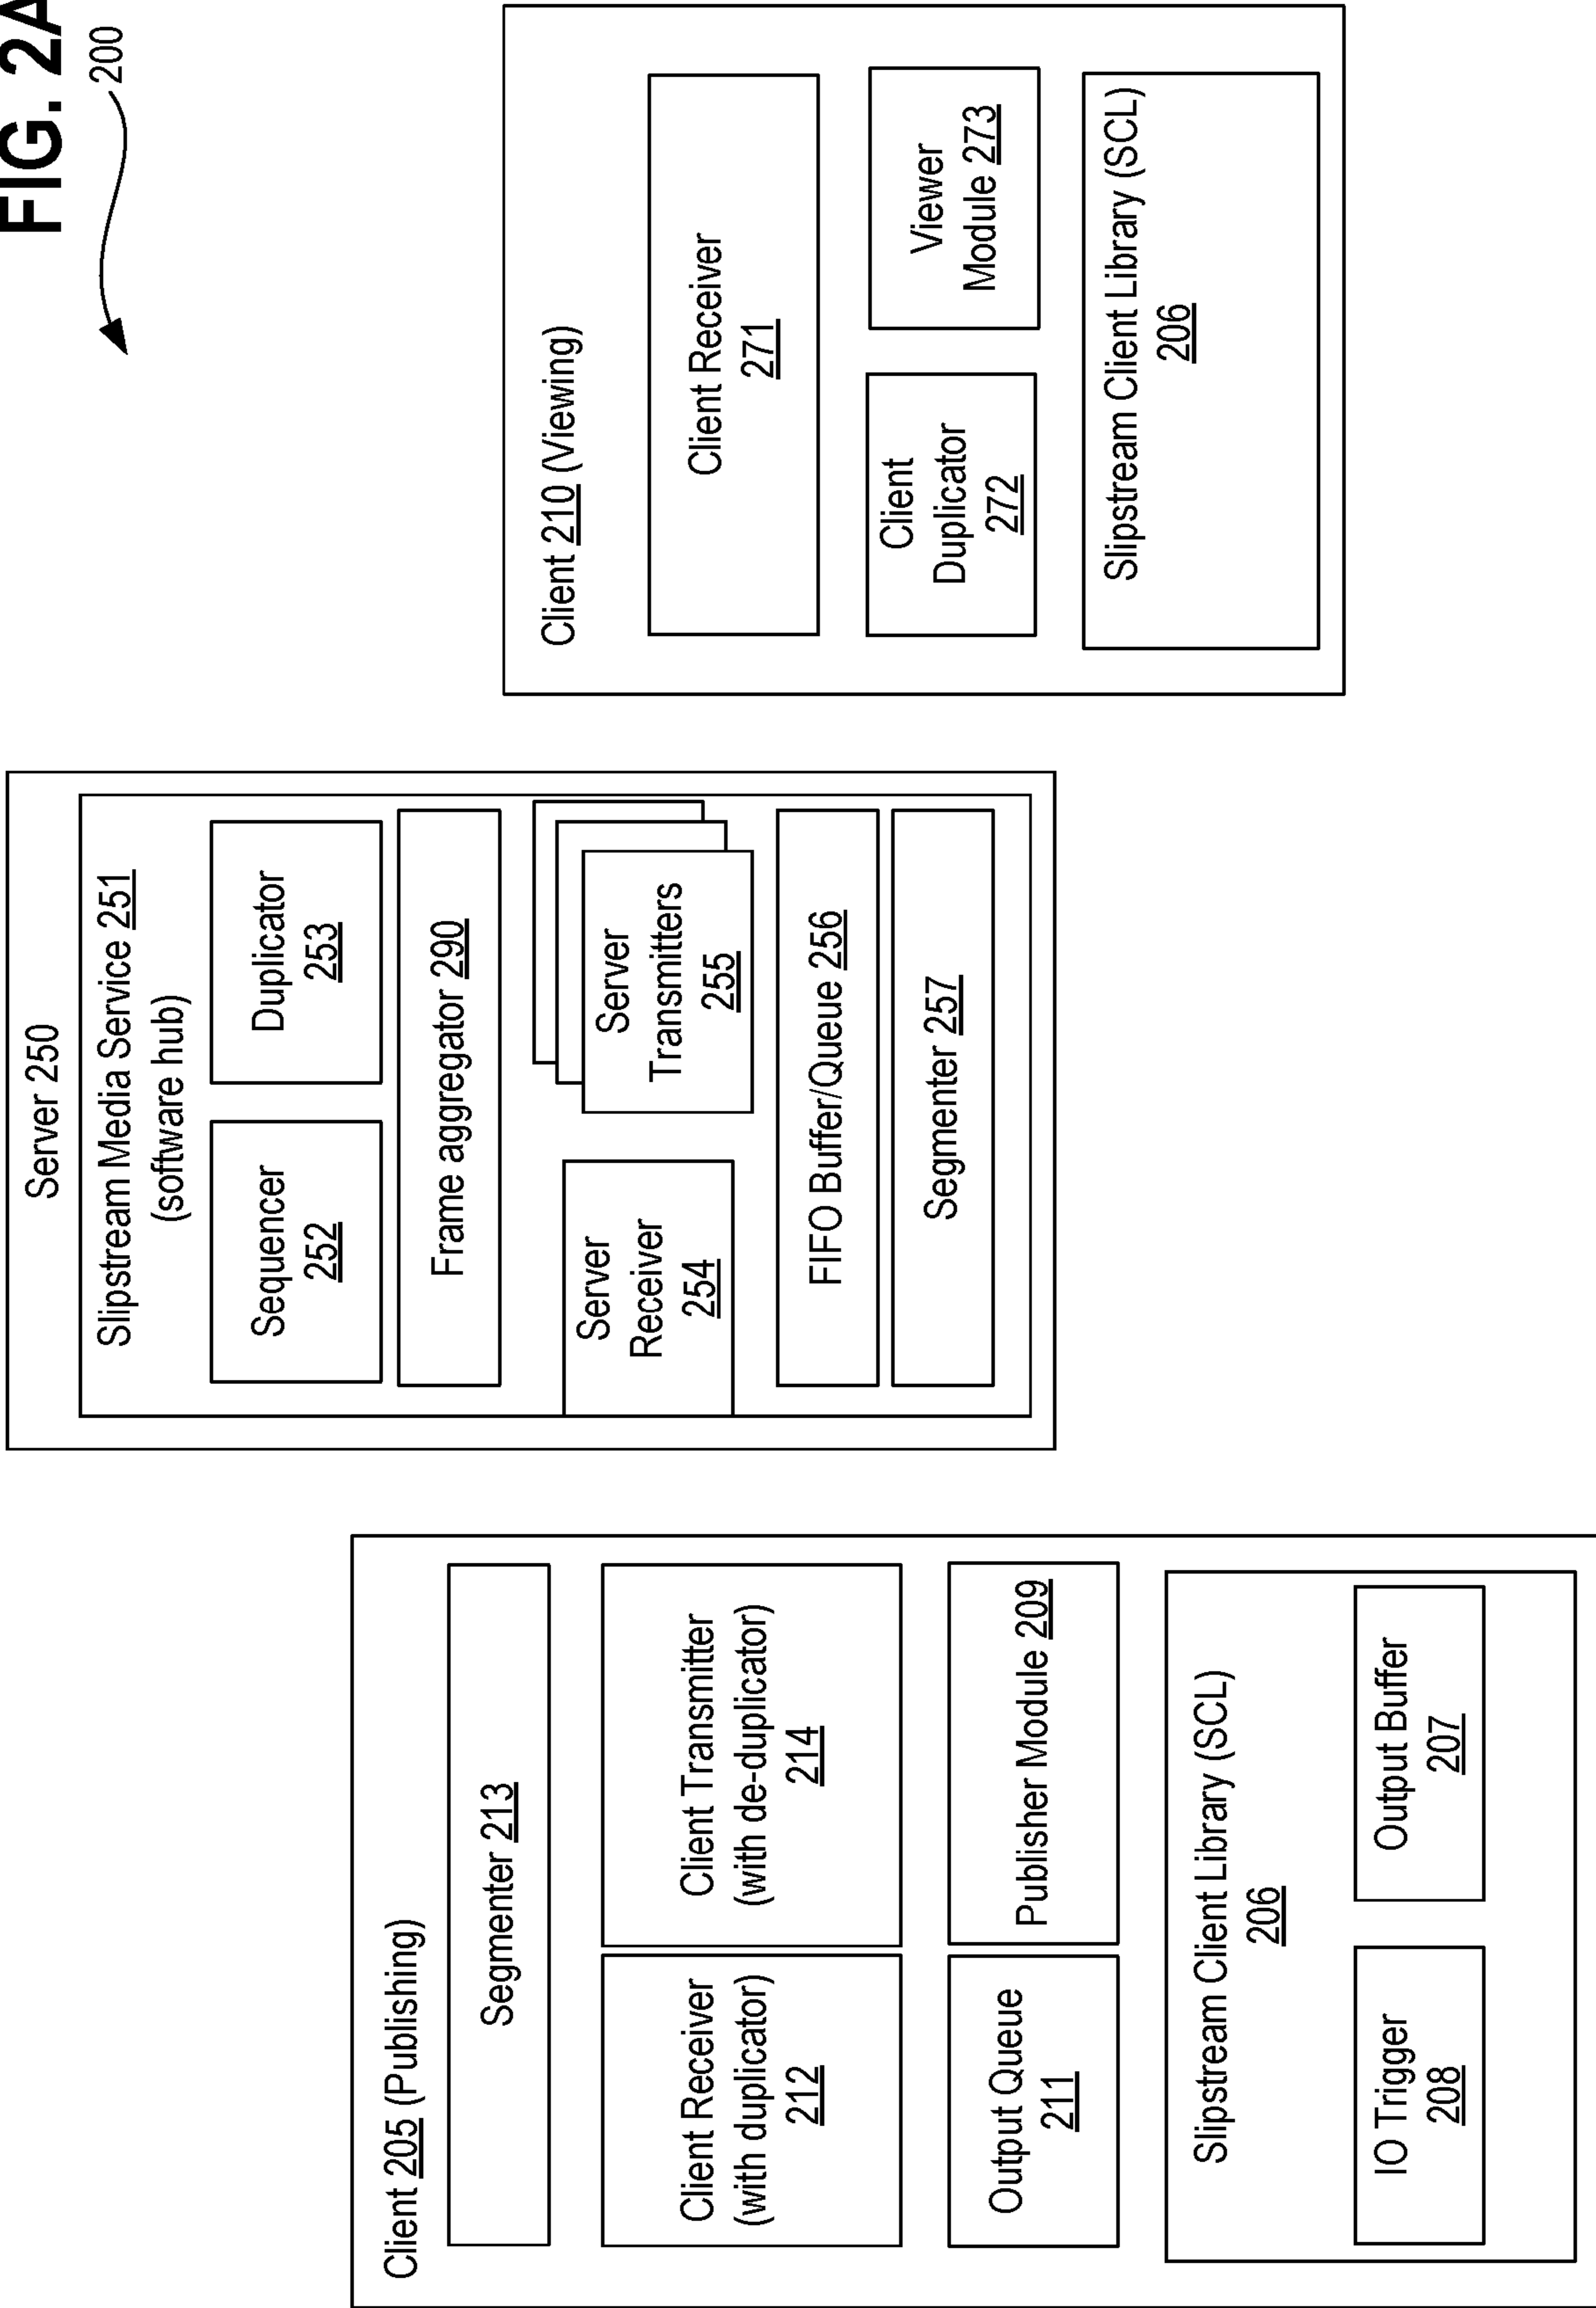 FIG. 2A
200
Client 205 (Publishing)
Segmenter 213
Client Receiver
(with duplicator)
212
Client Transmitter
(with de-duplicator)
214
Output Queue
211
Publisher Module 209
Slipstream Client Library (SCL)
206
IO Trigger
208
Output Buffer
207
Server 250
Slipstream Media Service 251
(software hub)
Sequencer
252
Duplicator
253
Frame aggregator 290
Server
Receiver
254
Server
Transmitters
255
FIFO Buffer/Queue 256
Segmenter 257
Client 210 (Viewing)
Client Receiver
271
Client
Duplicator
272
Viewer
Module 273
Slipstream Client Library (SCL)
206